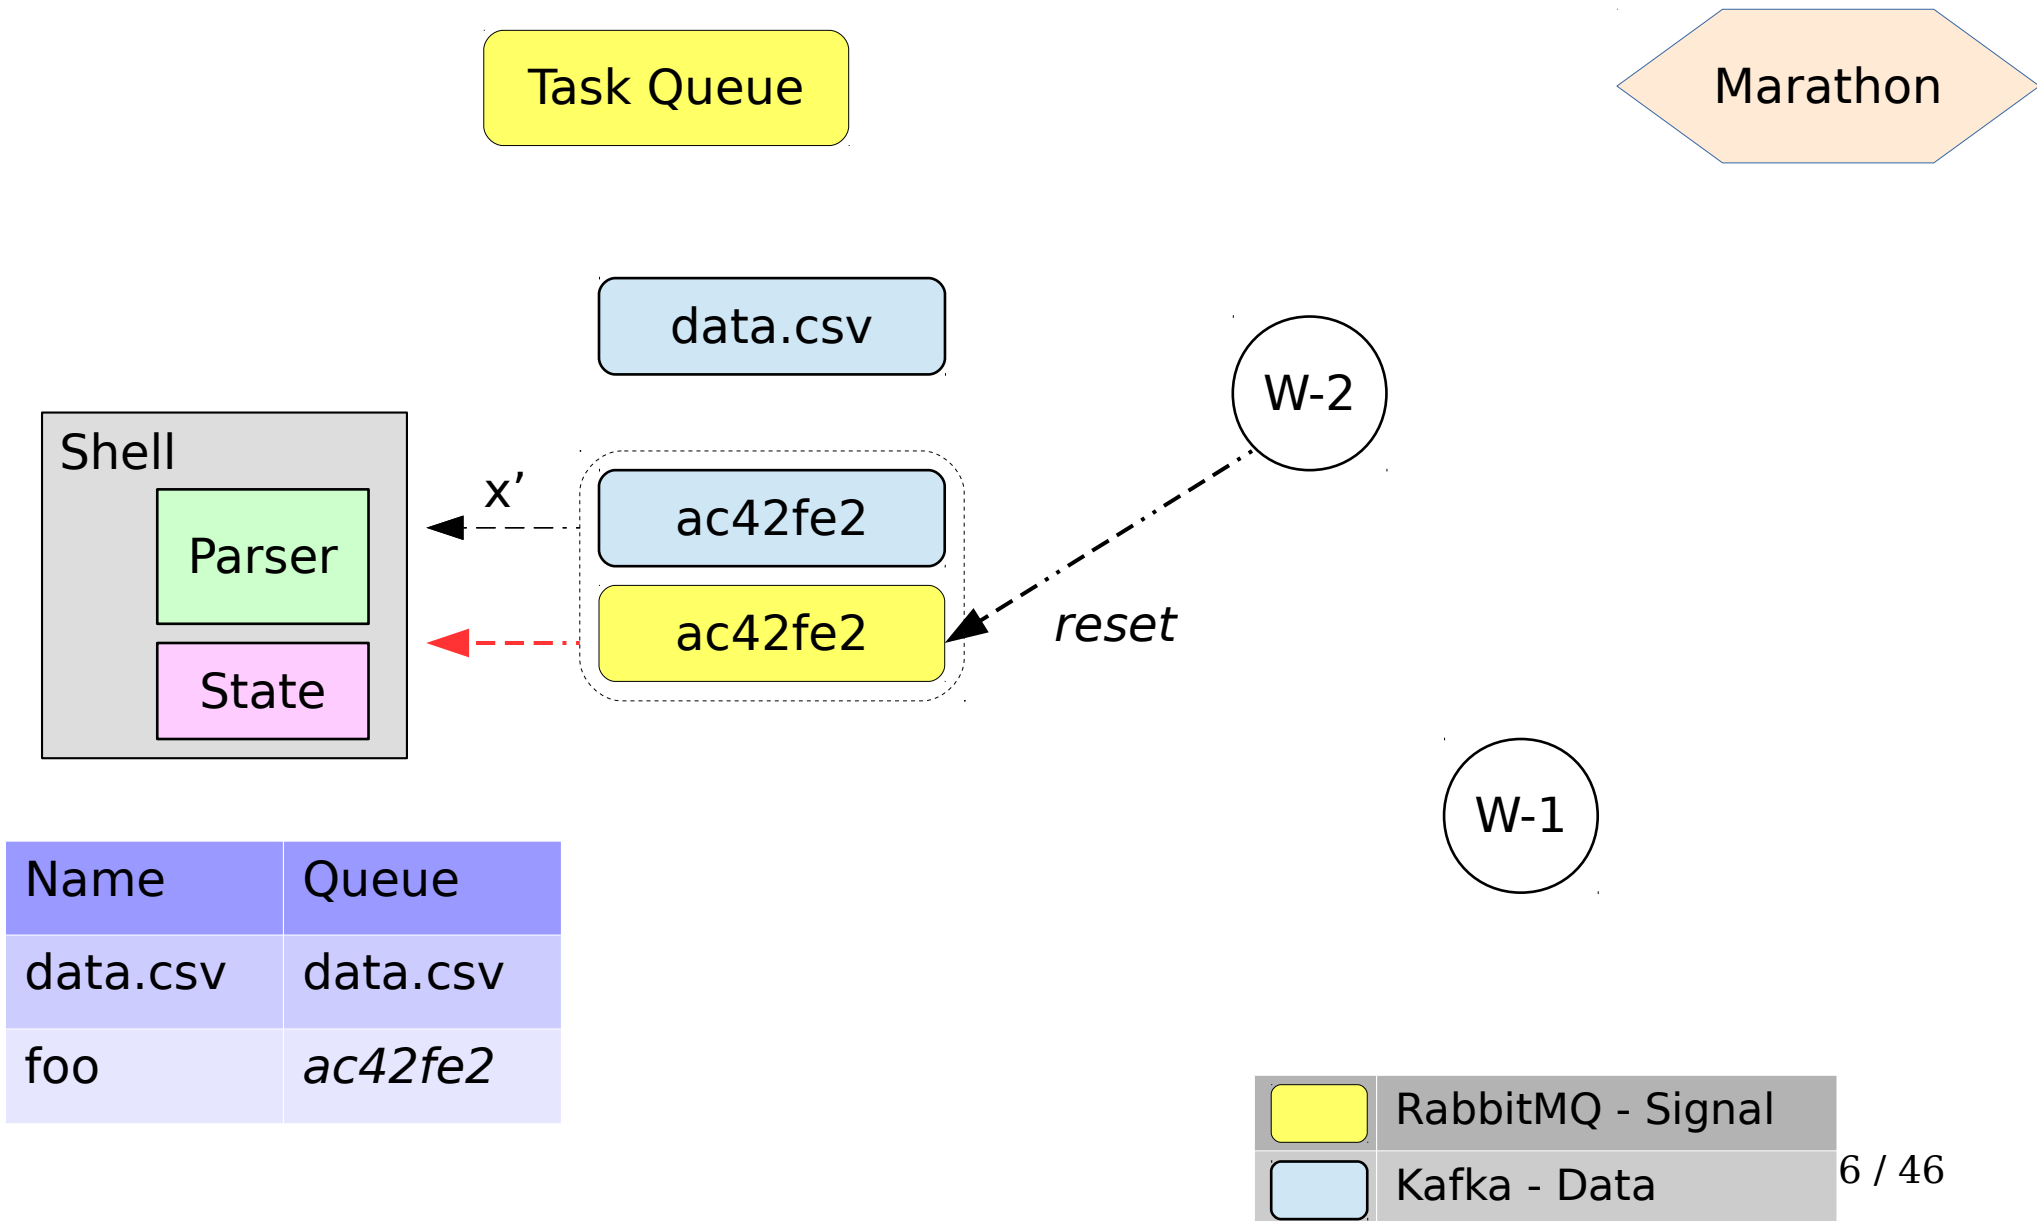 Task Queue
Marathon
data.csv
W-2
Shell
x’
ac42fe2
Parser
ac42fe2
reset
State
W-1
Name Queue
data.csv data.csv
foo ac42fe2
RabbitMQ - Signal
Kafka - Data
6 / 46